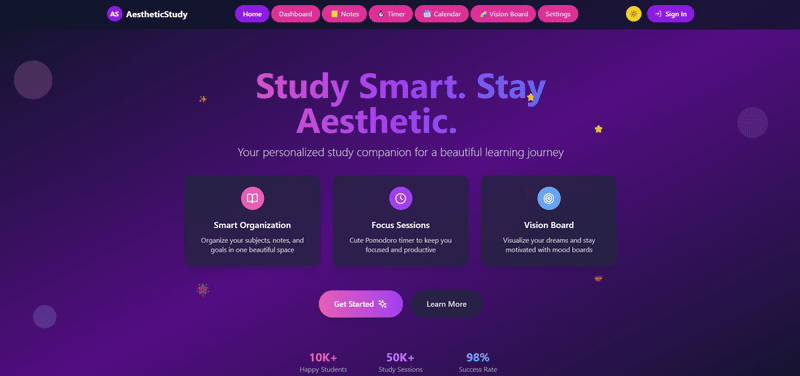 AS AestheticStudy
Home
Dashboard
Notes
Timer
Calendar
Vision Board
Settings
Sign In
Study Smart. Stay
Aesthetic.
Your personalized study companion for a beautiful learning journey
Smart Organization
Organize your subjects, notes, and
goals in one beautiful space
Focus Sessions
Cute Pomodoro timer to keep you
focused and productive
Vision Board
Visualize your dreams and stay
motivated with mood boards
Get Started
Learn More
10K+
Happy Students
50K+
Study Sessions
98%
Success Rate